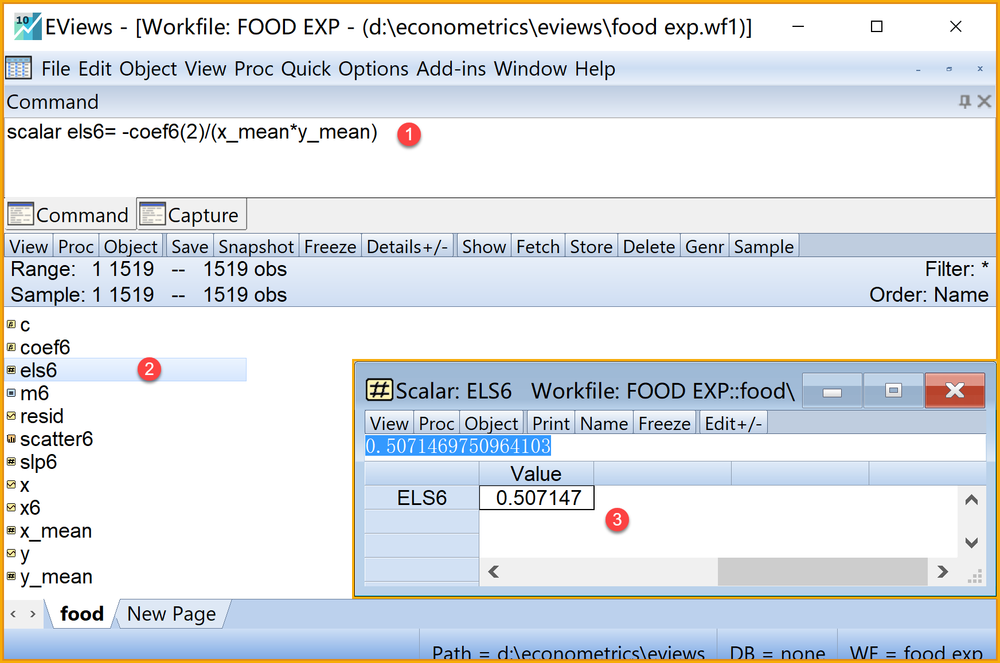 10 EViews - [Workfile: FOOD EXP - (d:\econometrics\eviews\food exp.wf1)]
File Edit Object View Proc Quick Options Add-ins Window Help
Command
scalar els6= -coef6(2)/(x_mean*y_mean) 1
Command Capture
View Proc Object Save Snapshot Freeze Details+/- Show Fetch Store Delete Genr Sample
Range: 1 1519 -- 1519 obs Filter: *
Sample: 1 1519 -- 1519 obs Order: Name
c
coef6
els6 2
m6
resid
scatter6
slp6
x
x6
x_mean
y
y_mean
Scalar: ELS6 Workfile: FOOD EXP::food\
View Proc Object Print Name Freeze Edit+/-
0.5071469750964103
Value
ELS6 0.507147
3
food New Page
Path = d:\econometrics\eviews DB = none WF = food exp